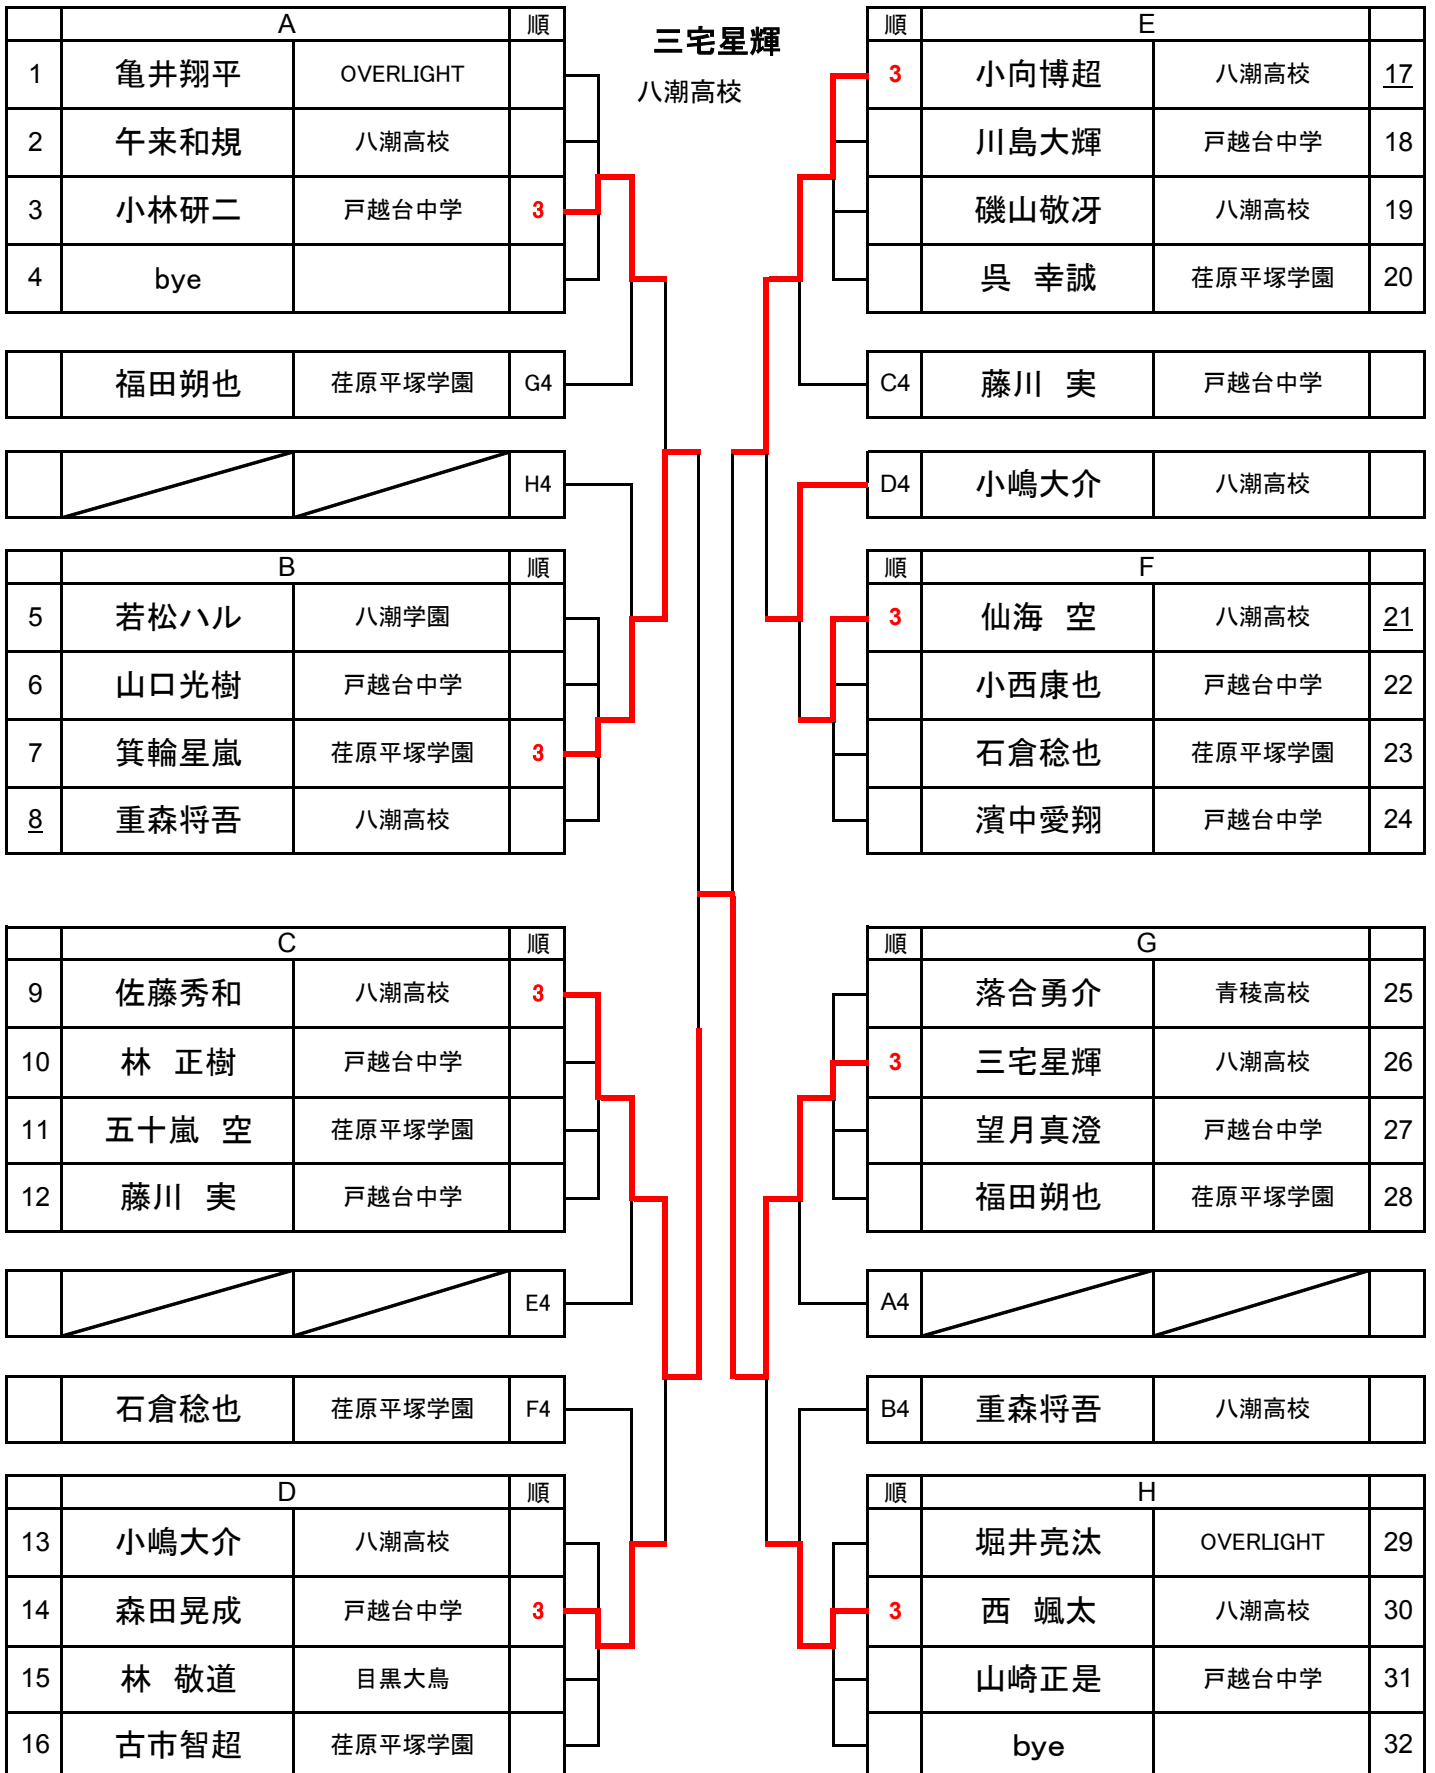 三宅星輝
八潮高校
A 順
1 亀井翔平 OVERLIGHT
2 午来和規 八潮高校
3 小林研二 戸越台中学 3
4 bye
福田朔也 荏原平塚学園 G4
H4
B 順
5 若松ハル 八潮学園
6 山口光樹 戸越台中学
7 箕輪星嵐 荏原平塚学園 3
8 重森将吾 八潮高校
C 順
9 佐藤秀和 八潮高校 3
10 林 正樹 戸越台中学
11 五十嵐 空 荏原平塚学園
12 藤川 実 戸越台中学
E4
石倉稔也 荏原平塚学園 F4
D 順
13 小嶋大介 八潮高校
14 森田晃成 戸越台中学 3
15 林 敬道 目黒大鳥
16 古市智超 荏原平塚学園
順 E
3 小向博超 八潮高校 17
川島大輝 戸越台中学 18
磯山敬冴 八潮高校 19
呉 幸誠 荏原平塚学園 20
C4 藤川 実 戸越台中学
D4 小嶋大介 八潮高校
順 F
3 仙海 空 八潮高校 21
小西康也 戸越台中学 22
石倉稔也 荏原平塚学園 23
濱中愛翔 戸越台中学 24
順 G
落合勇介 青稜高校 25
3 三宅星輝 八潮高校 26
望月真澄 戸越台中学 27
福田朔也 荏原平塚学園 28
A4
B4 重森将吾 八潮高校
順 H
堀井亮汰 OVERLIGHT 29
3 西 颯太 八潮高校 30
山崎正是 戸越台中学 31
bye 32